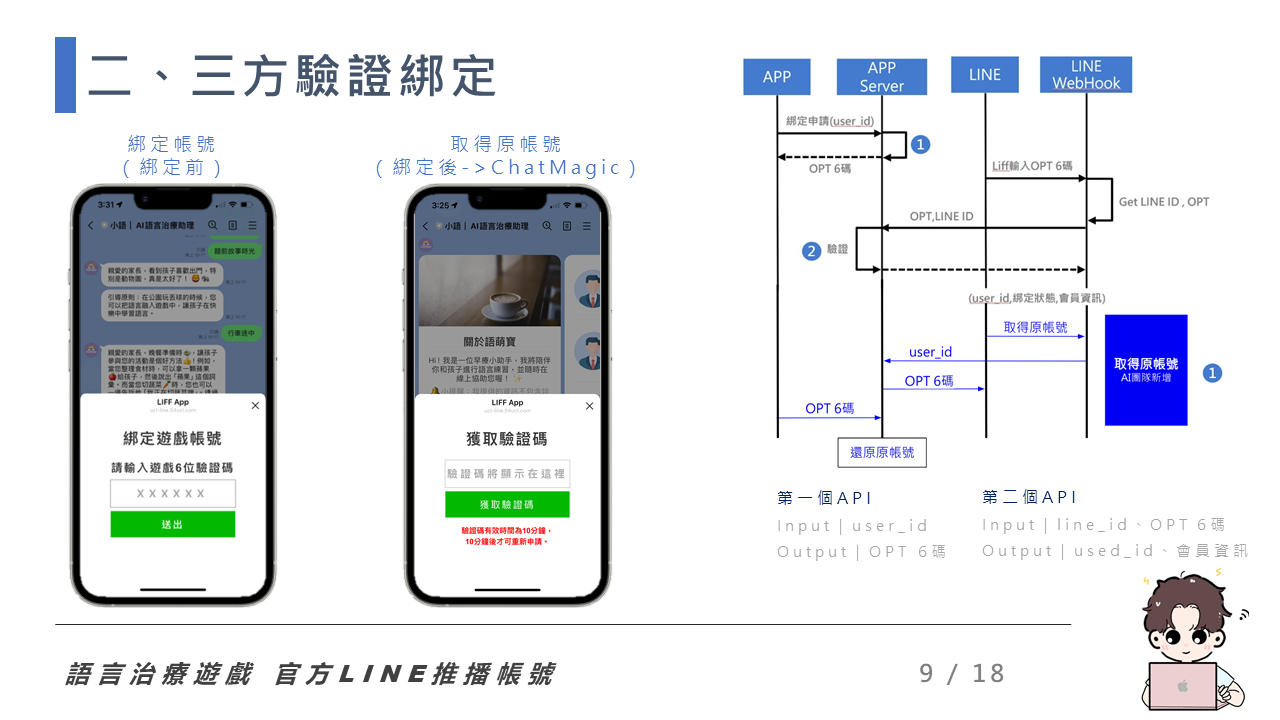 二、三方驗證綁定
綁定帳號
(綁定前)
取得原帳號
(綁定後->ChatMagic)
3:31
小語 | AI語言治療助理
睡前故事時光
親愛的家長，看到孩子喜歡出門，特
別是動物園，真是太好了！
引導原則：在公園玩丟球的時候，您
可以把語言融入遊戲中，讓孩子在快
樂中學習語言。
行車途中
親愛的家長，晚餐準備時，讓孩子
參與您的活動是個好方法！例如，
當您整理食材時，可以拿一顆蘋果
給孩子，然後說出「蘋果」這個詞
彙。而當您切蔬菜時，您也可以
LIFF App
綁定遊戲帳號
請輸入遊戲6位驗證碼
XXXXXX
送出
3:25
小語 | AI語言治療助理
關於語萌寶
HI！我是一位早療小助手，我將陪伴
你和孩子進行語言練習，並隨時在
線上協助您喔！
LIFF App
獲取驗證碼
驗證碼將顯示在這裡
獲取驗證碼
驗證碼有效時間為10分鐘，
10分鐘後才可重新申請。
APP
APP
Server
LINE
LINE
WebHook
綁定申請(user_id)
1
OPT 6碼
Liff輸入OPT 6碼
Get LINE ID , OPT
OPT,LINE ID
2
驗證
(user_id,綁定狀態,會員資訊)
取得原帳號
user_id
OPT 6碼
OPT 6碼
取得原帳號
AI團隊新增
1
還原原帳號
第一個API
Input | user_id
Output | OPT 6碼
第二個API
Input | line_id、OPT 6碼
Output | used_id、會員資訊
語言治療遊戲 官方LINE推播帳號
9 / 18